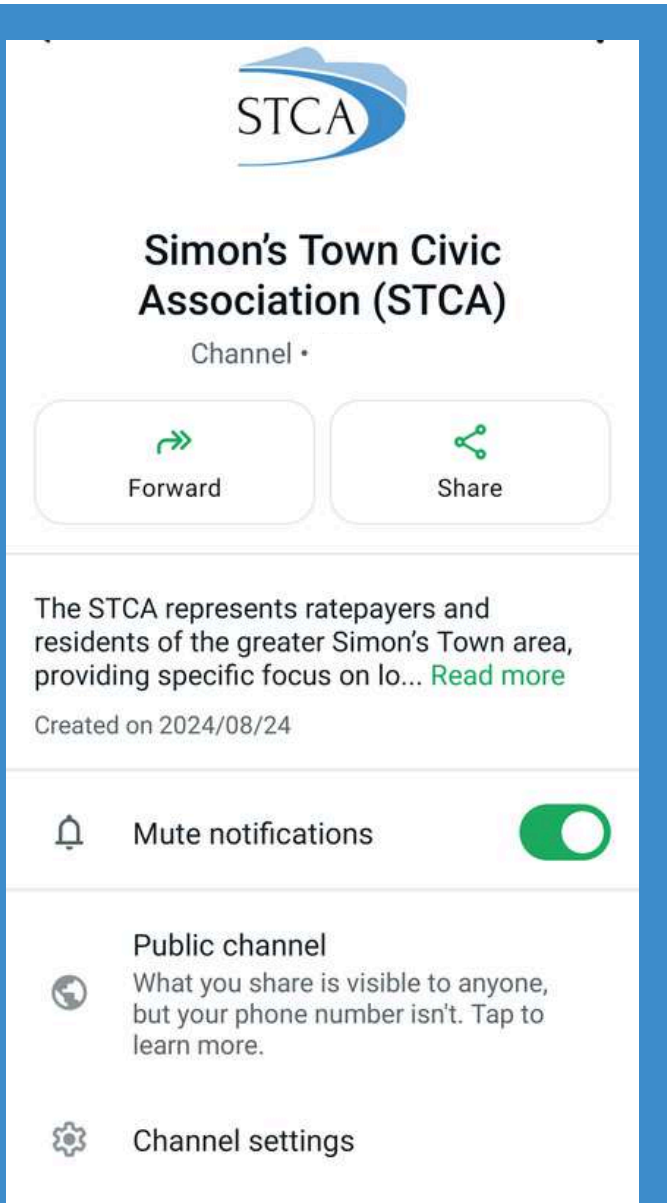 STCA
Simon's Town Civic
Association (STCA)
Channel •
Forward
Share
The STCA represents ratepayers and
residents of the greater Simon's Town area,
providing specific focus on lo... Read more
Created on 2024/08/24
Mute notifications
Public channel
What you share is visible to anyone,
but your phone number isn't. Tap to
learn more.
Channel settings